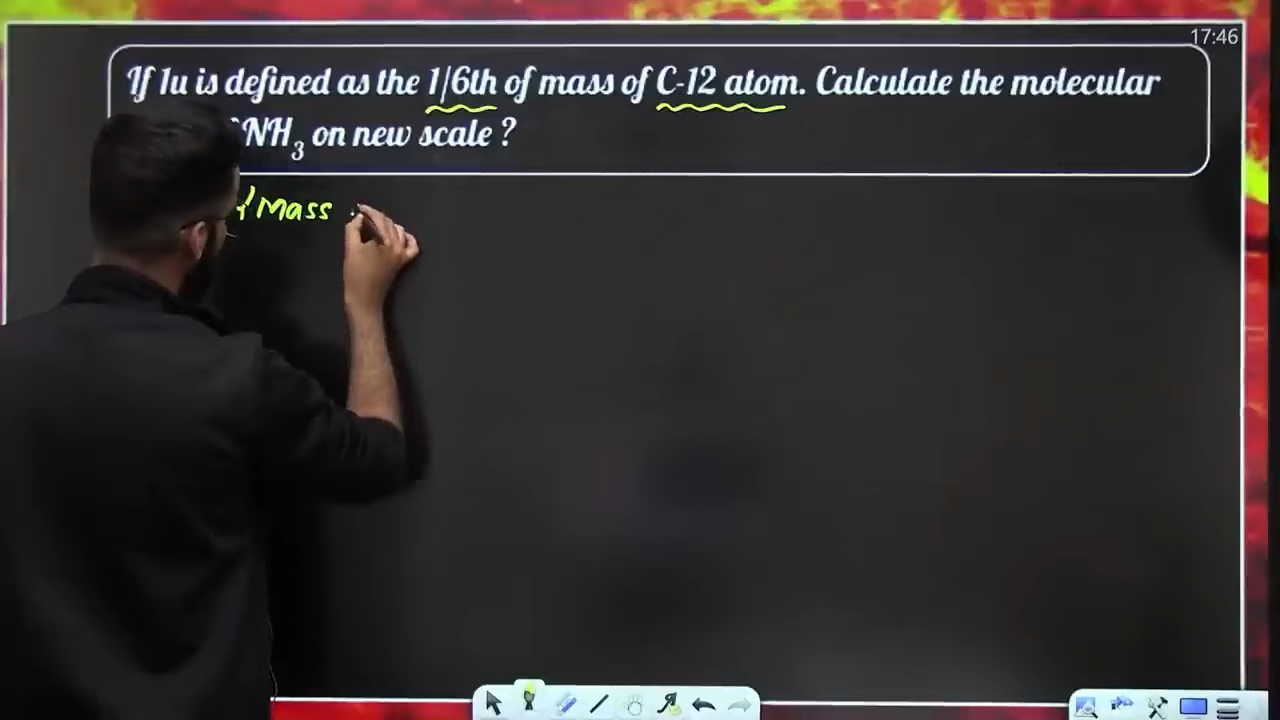 17:46
If 1u is defined as the 1/6th of mass of C-12 atom. Calculate the molecular
NH3 on new scale ?
Mass